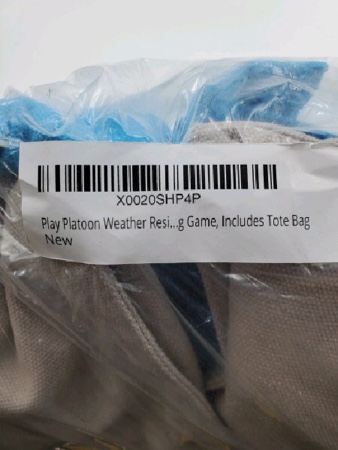 X0020SHP4P
Play Platoon Weather Resi...g Game, Includes Tote Bag
New